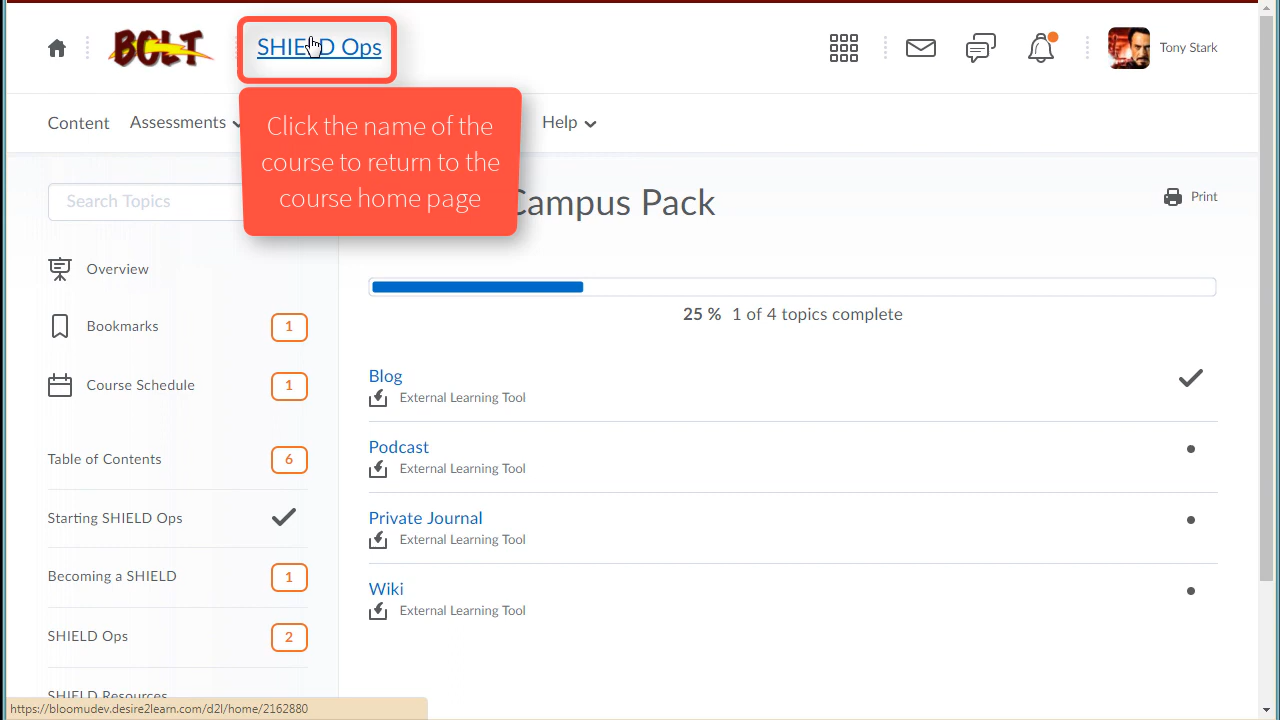 BOLT
SHIELD Ops
Tony Stark
Content
Assessments
Help
Click the name of the
course to return to the
course home page
Search Topics
Campus Pack
Print
Overview
25 % 1 of 4 topics complete
Bookmarks 1
Course Schedule 1
Blog
External Learning Tool
Podcast
External Learning Tool
Table of Contents 6
Starting SHIELD Ops
Private Journal
External Learning Tool
Becoming a SHIELD 1
Wiki
External Learning Tool
SHIELD Ops 2
SHIELD Resources
https://bloomudev.desire2learn.com/d2l/home/2162880